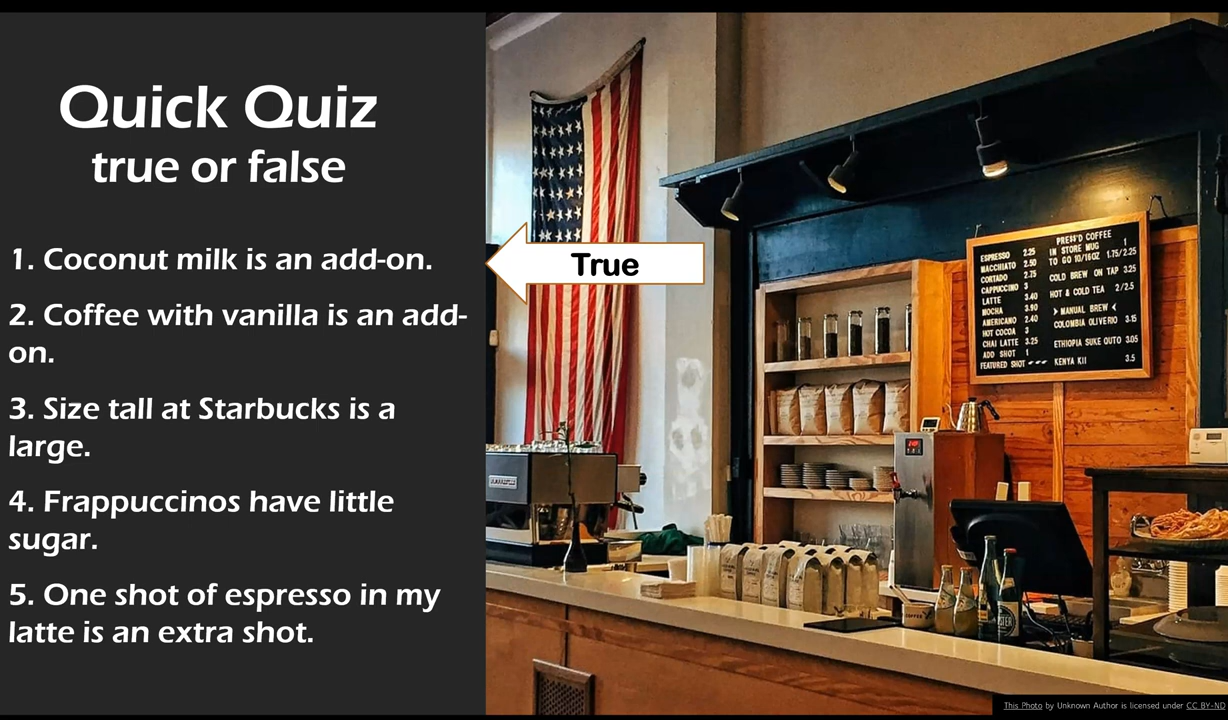 Quick Quiz
true or false
1. Coconut milk is an add-on.
2. Coffee with vanilla is an add-
on.
3. Size tall at Starbucks is a
large.
4. Frappuccinos have little
sugar.
5. One shot of espresso in my
latte is an extra shot.
True
ESPRESSO 2.25
MACCHIATO 2.50
CORTADO 2.75
CAPPUCCINO 3
LATTE 3.40
MOCHA 3.90
AMERICANO 2.40
HOT COCOA 3
CHAI LATTE 3.25
ADD SHOT 1
FEATURED SHOT
COFFEE
IN STORE MUG 1
TO GO 10/16OZ 1.75/2.25
COLD BREW ON TAP 3.25
HOT & COLD TEA 2/2.5
> MANUAL BREW <
COLOMBIA OLIVERIO 3.15
ETHIOPIA SUKE QUTO 3.05
KENYA KII 3.5
This Photo by Unknown Author is licensed under CC BY-ND